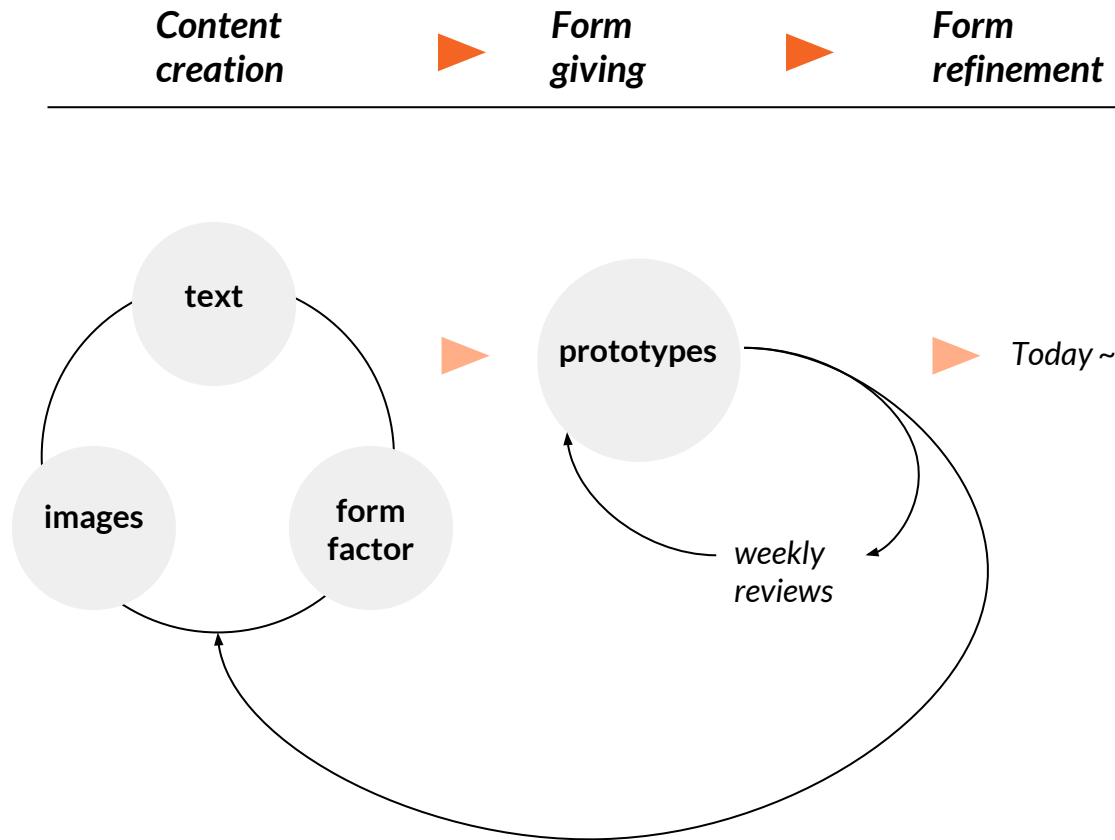 Content
creation
Form
giving
Form
refinement
text
images
form
factor
prototypes
weekly
reviews
Today ~